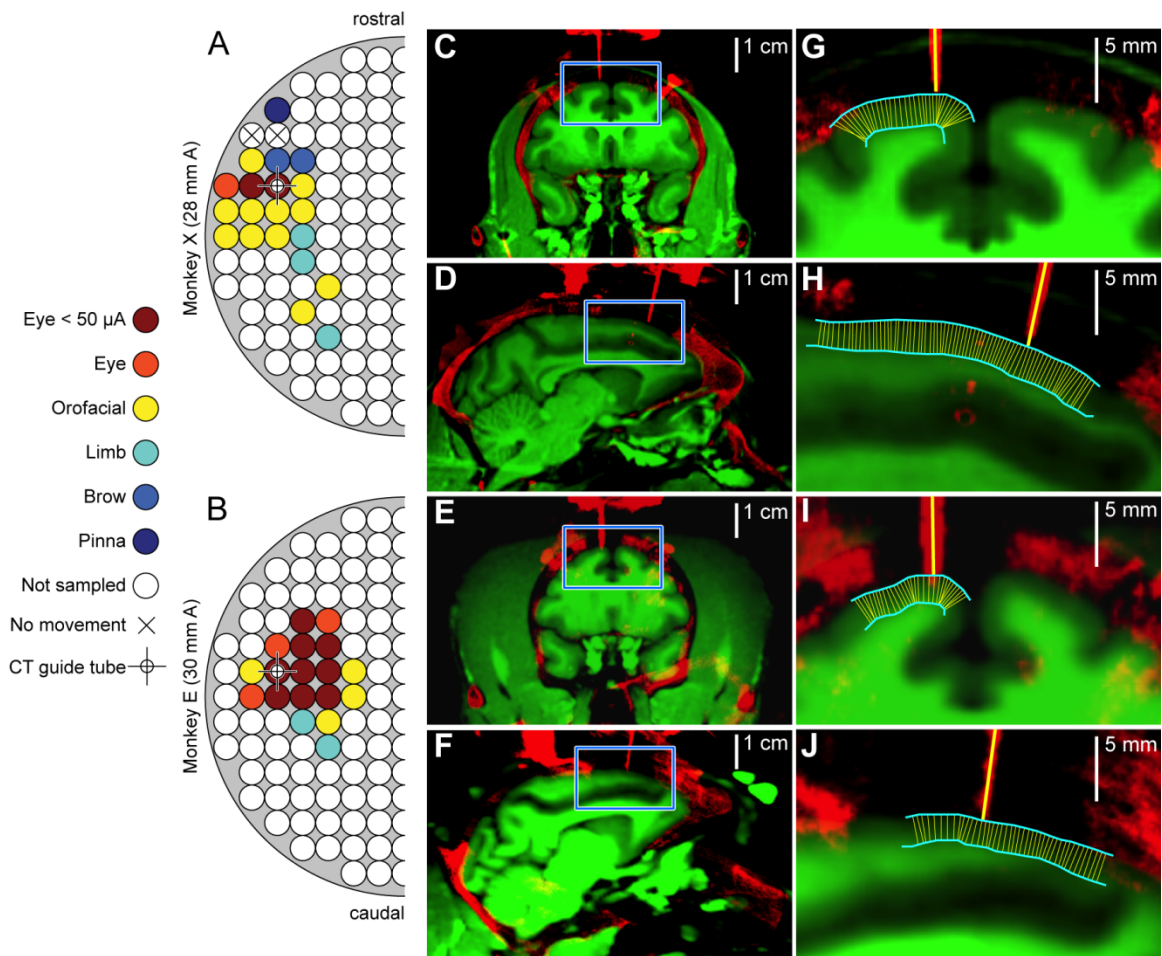 rostral
A
Monkey X (28 mm A)
Eye < 50 µA
Eye
Orofacial
Limb
Brow
Pinna
Not sampled
No movement
CT guide tube
B
Monkey E (30 mm A)
caudal
C
1 cm
D
1 cm
E
1 cm
F
1 cm
G
5 mm
H
5 mm
I
5 mm
J
5 mm